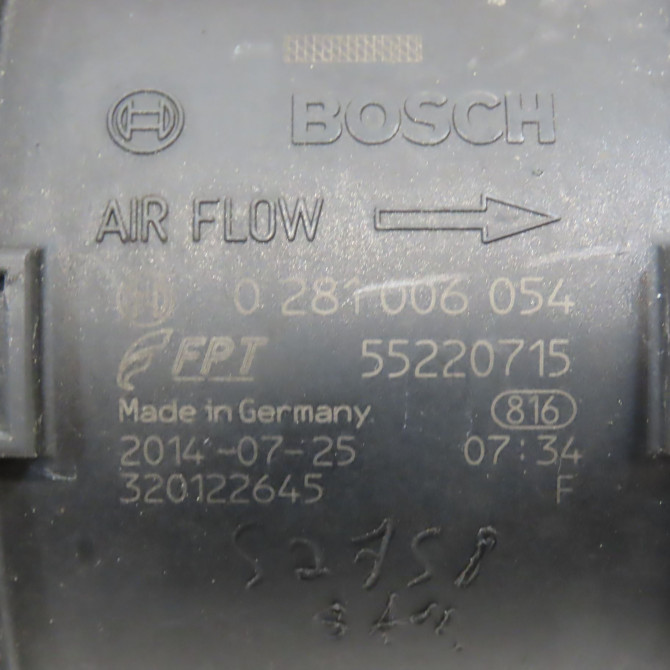 BOSCH
AIR FLOW
0 281 006 054
FPT 55220715
Made in Germany 816
2014-07-25 07:34
320122645 F